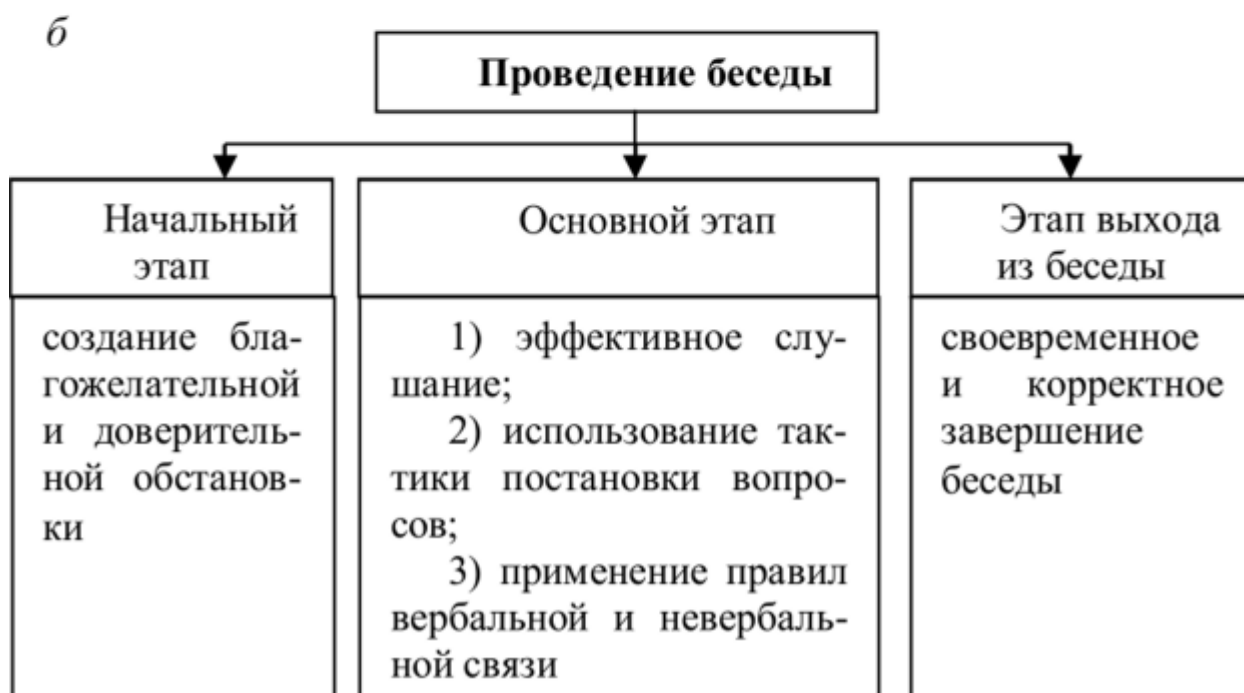 б
Проведение беседы
Начальный
этап
создание бла-
гожелательной
и доверитель-
ной обстанов-
ки
Основной этап
1) эффективное слу-
шание;
2) использование так-
тики постановки вопро-
сов;
3) применение правил
вербальной и невербаль-
ной связи
Этап выхода
из беседы
своевременное
и корректное
завершение
беседы